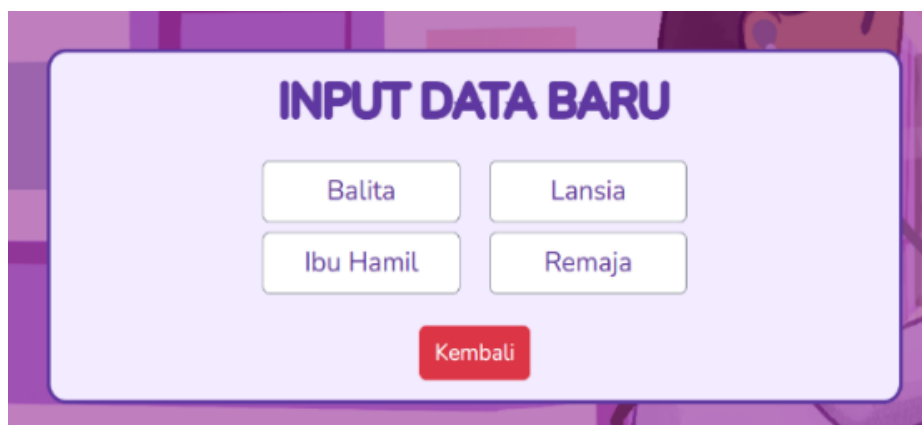 INPUT DATA BARU
Balita Lansia
Ibu Hamil Remaja
Kembali